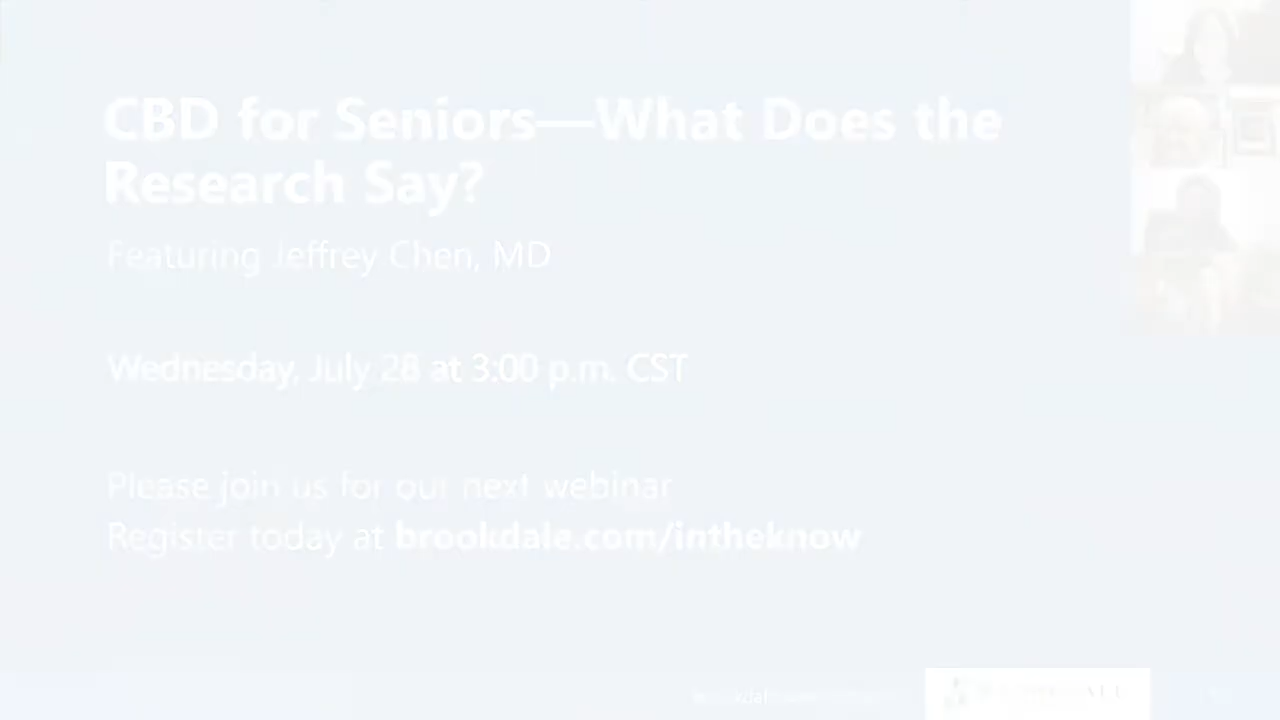 CBD for Seniors—What Does the
Research Say?
Featuring Jeffrey Chen, MD
Wednesday, July 28 at 3:00 p.m. CST
Please join us for our next webinar
Register today at brookdale.com/intheknow